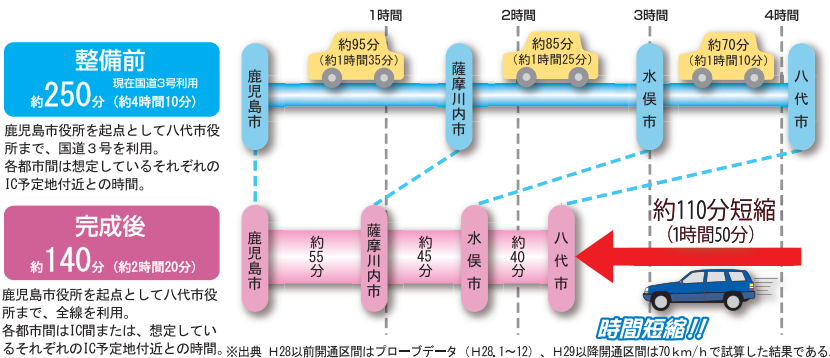 1時間
2時間
3時間
4時間
整備前
現在国道3号利用
約250分（約4時間10分）
鹿児島市役所を起点として八代市役
所まで、国道３号を利用。
各都市間は想定しているそれぞれの
IC予定地付近との時間。
鹿児島市
約95分
(約1時間35分)
薩摩川内市
約85分
(約1時間25分)
水俣市
約70分
(約1時間10分)
八代市
完成後
約140分（約2時間20分）
鹿児島市役所を起点として八代市役
所まで、全線を利用。
各都市間はIC間または、想定してい
るそれぞれのIC予定地付近との時間。
鹿児島市
約55分
薩摩川内市
約45分
水俣市
約40分
八代市
約110分短縮
（1時間50分）
時間短縮!!
※出典 H28以前開通区間はプローブデータ（H28.1〜12）、H29以降開通区間は70ｋm/hで試算した結果である。